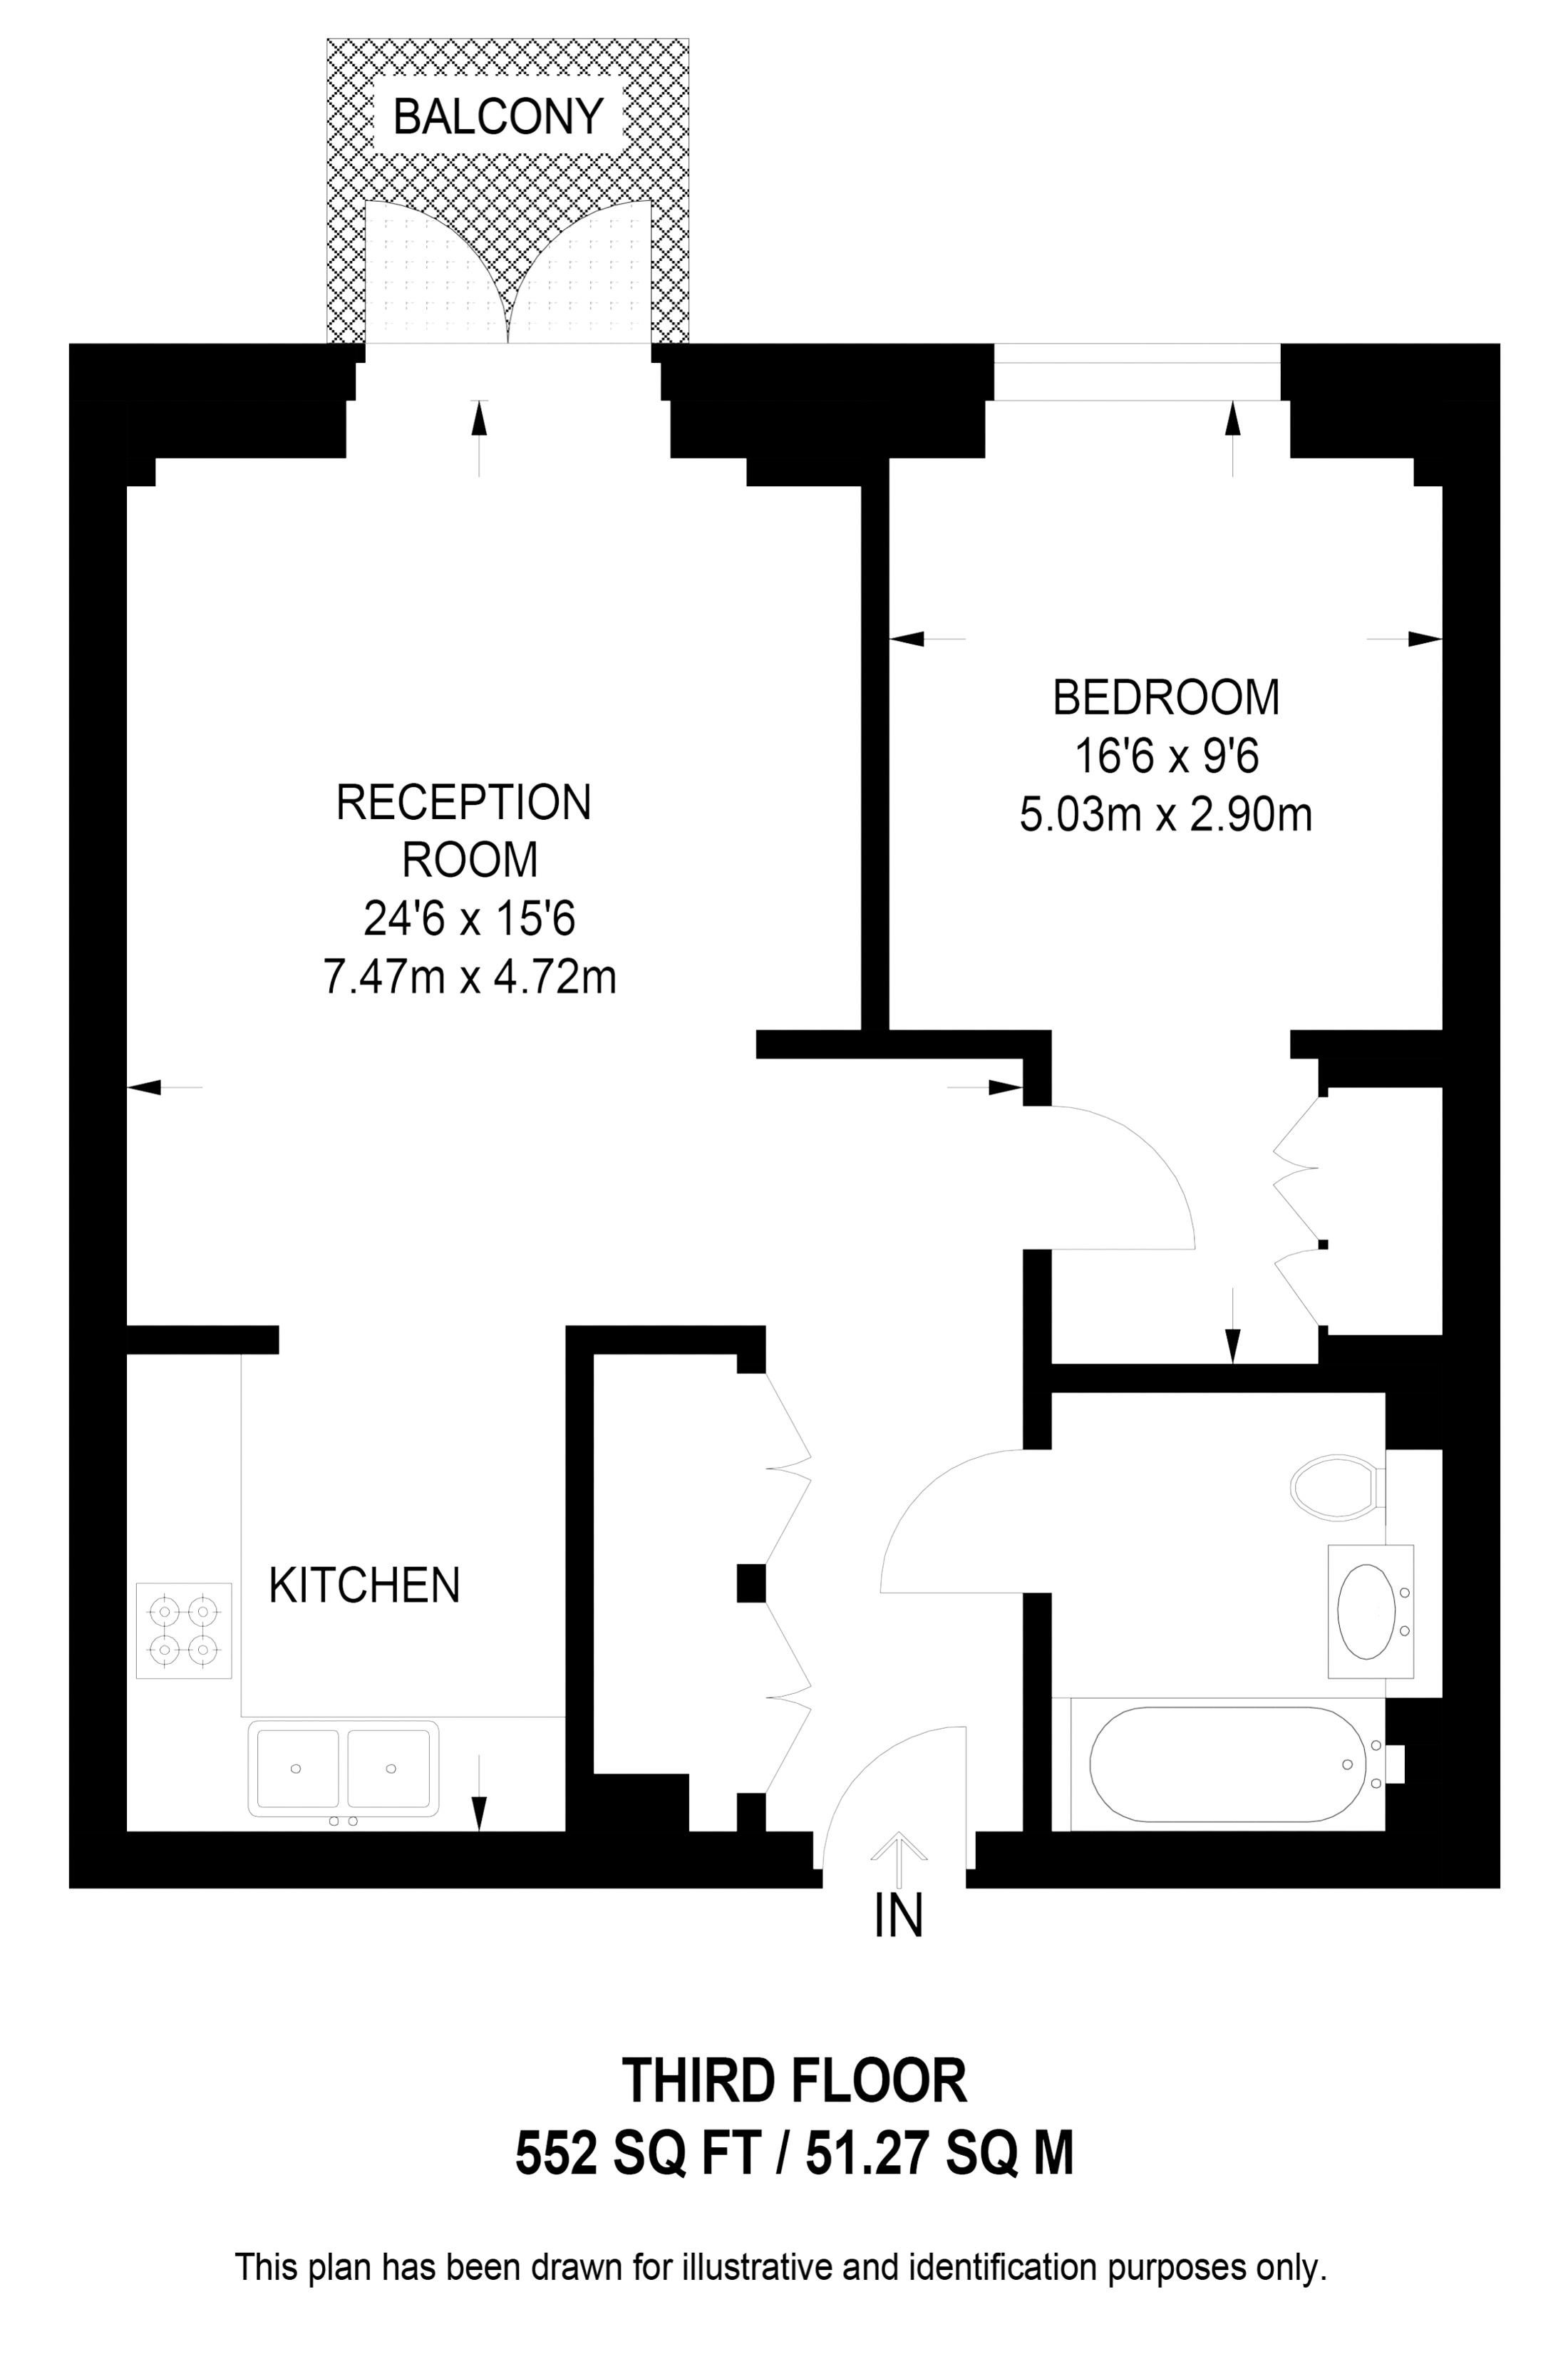 BALCONY
BEDROOM
16'6 x 9'6
5.03m x 2.90m
RECEPTION
ROOM
24'6 x 15'6
7.47m x 4.72m
KITCHEN
IN
THIRD FLOOR
552 SQ FT / 51.27 SQ M
This plan has been drawn for illustrative and identification purposes only.